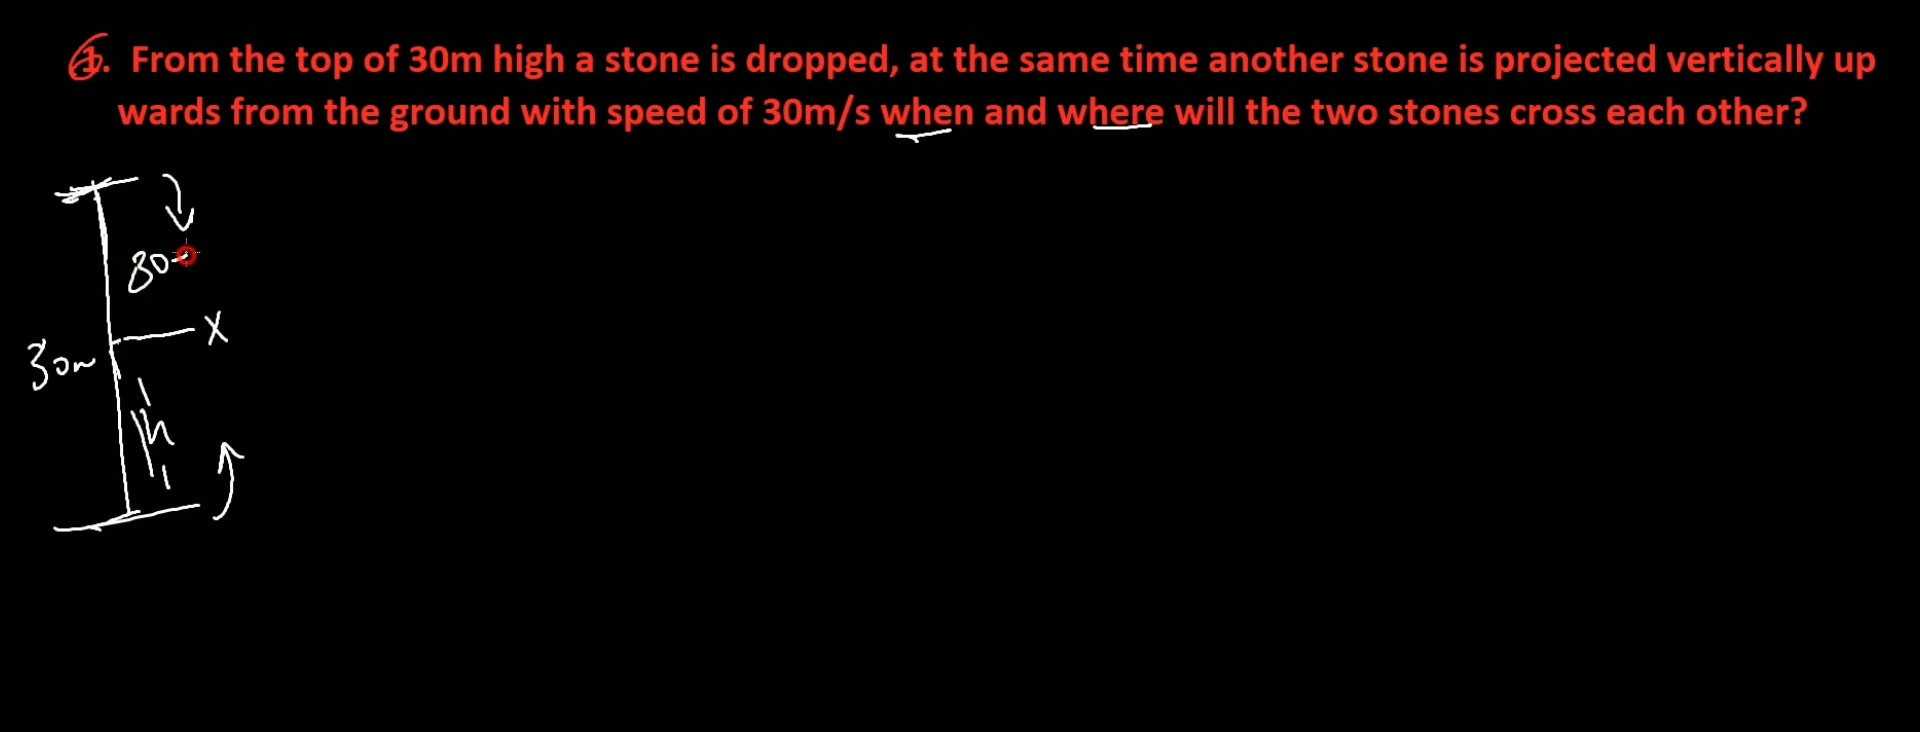 1. From the top of 30m high a stone is dropped, at the same time another stone is projected vertically up
wards from the ground with speed of 30m/s when and where will the two stones cross each other?
30-
X
30m
h